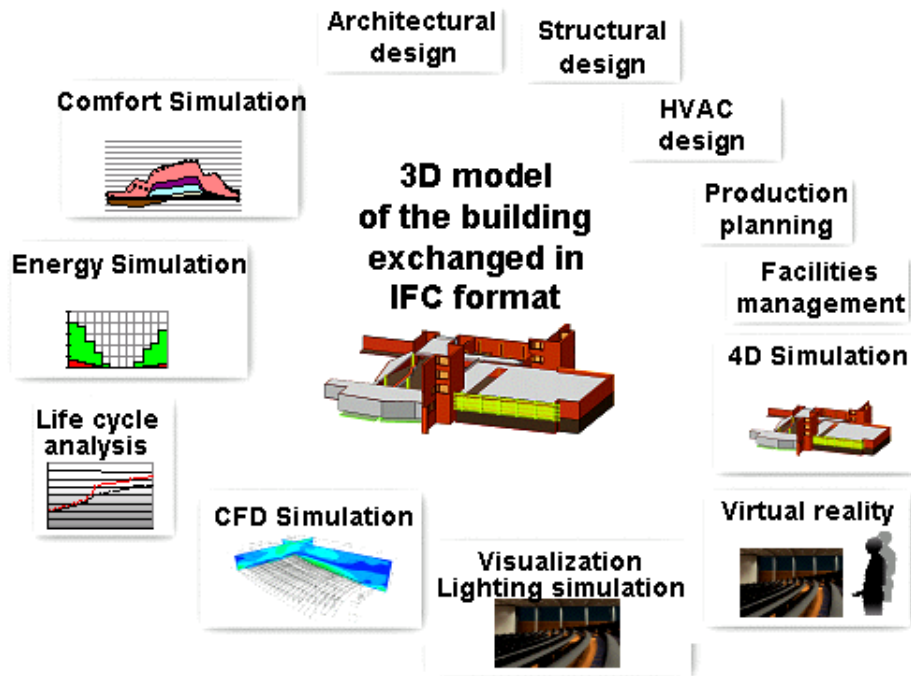 Architectural
design
Structural
design
HVAC
design
Production
planning
Facilities
management
4D Simulation
Virtual reality
Visualization
Lighting simulation
CFD Simulation
Life cycle
analysis
Energy Simulation
Comfort Simulation
3D model
of the building
exchanged in
IFC format